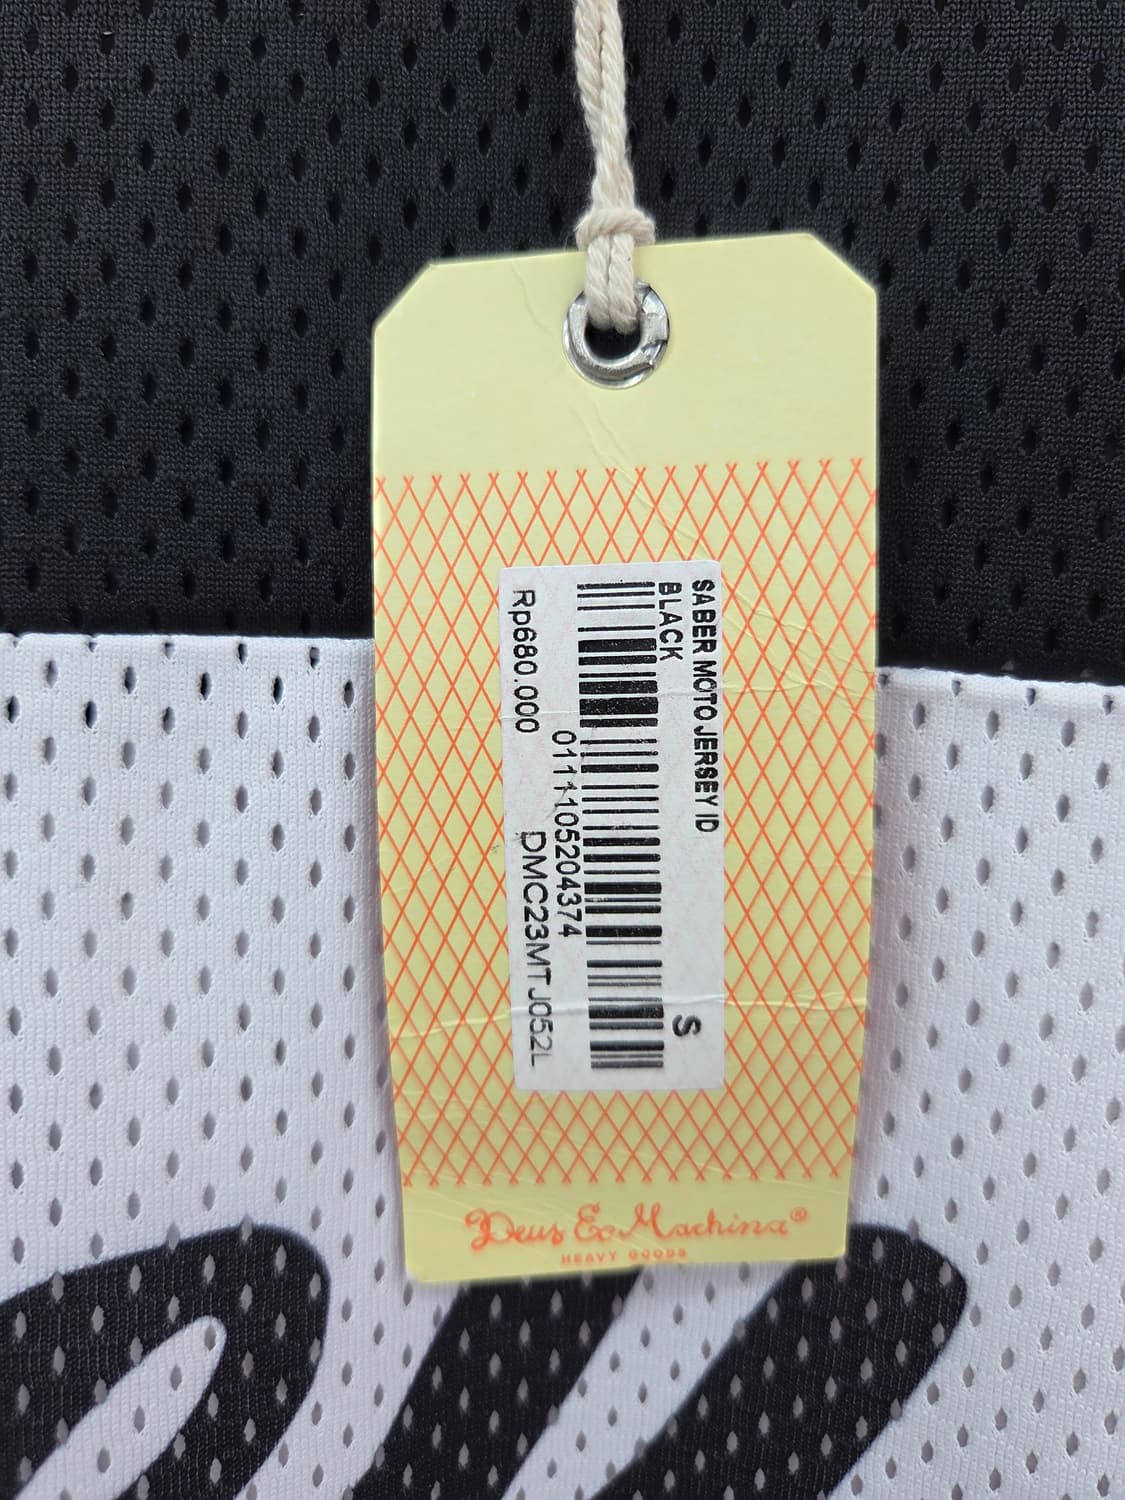 SABER MOTO JERSEY ID
BLACK
S
0111105204374
Rp680.000 DMC23MTJ052L
Deus Ex Machina®
HEAVY GOODS